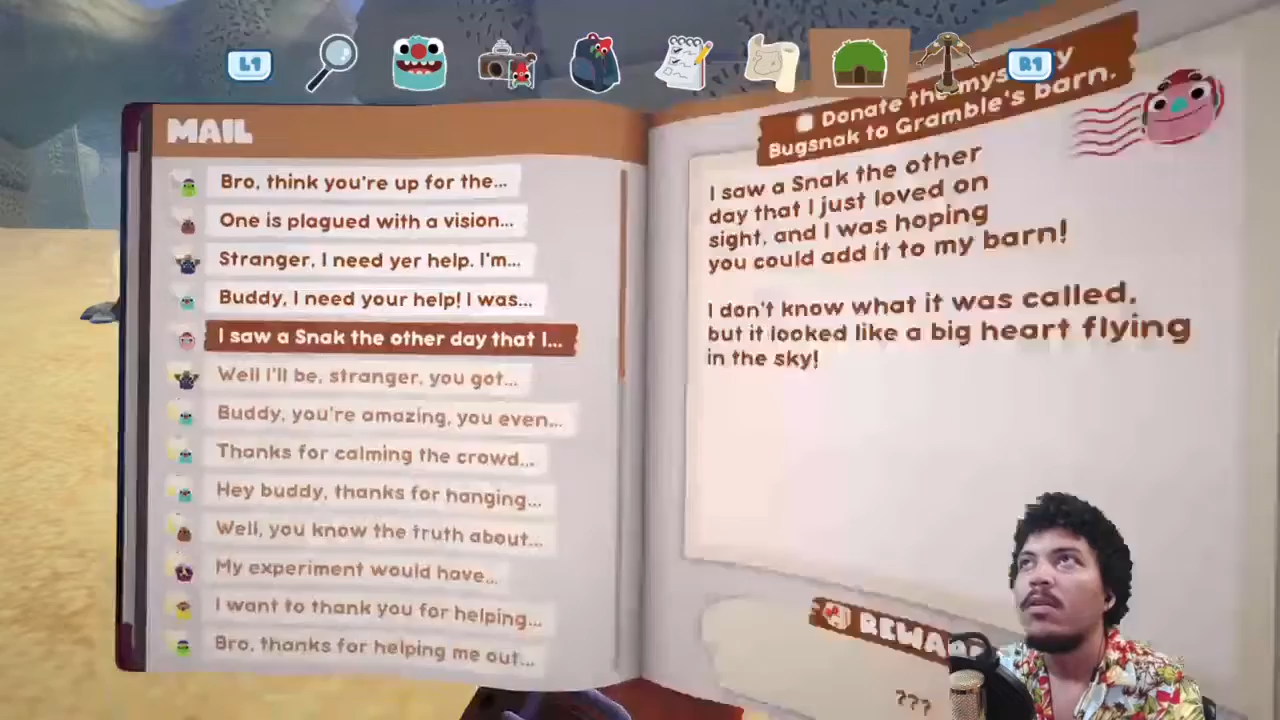 L1
R1
MAIL
Bro, think you're up for the...
One is plagued with a vision...
Stranger, I need yer help. I'm...
Buddy, I need your help! I was...
I saw a Snak the other day that I...
Well I'll be, stranger, you got...
Buddy, you're amazing, you even...
Thanks for calming the crowd...
Hey buddy, thanks for hanging...
Well, you know the truth about...
My experiment would have...
I want to thank you for helping...
Bro, thanks for helping me out...
Donate the
Bugsnak to Gramble's barn.
I saw a Snak the other
day that I just loved on
sight, and I was hoping
you could add it to my barn!
I don't know what it was called,
but it looked like a big heart flying
in the sky!
???